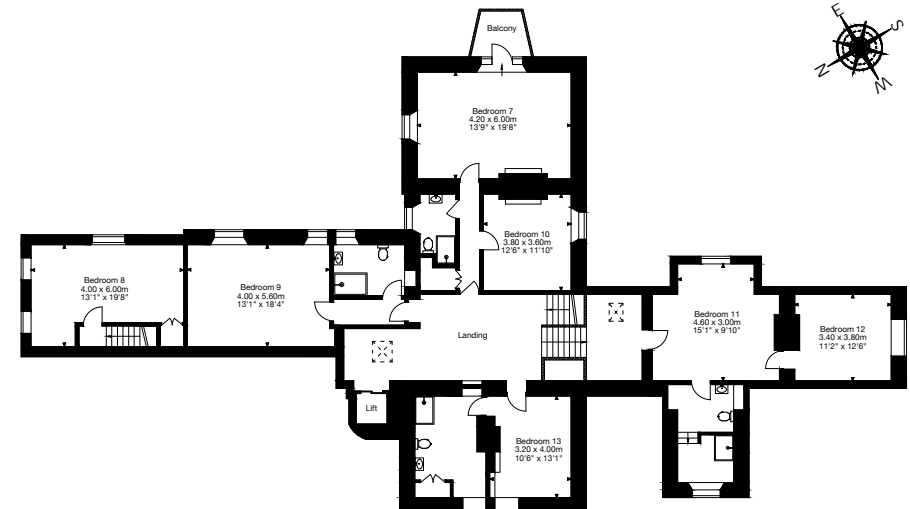 Balcony
E
S
N
W
Bedroom 7
4.20 x 6.00m
13'9" x 19'8"
Bedroom 10
3.80 x 3.60m
12'6" x 11'10"
Bedroom 8
4.00 x 6.00m
13'1" x 19'8"
Bedroom 9
4.00 x 5.60m
13'1" x 18'4"
Landing
Bedroom 11
4.60 x 3.00m
15'1" x 9'10"
Bedroom 12
3.40 x 3.80m
11'2" x 12'6"
Lift
Bedroom 13
3.20 x 4.00m
10'6" x 13'1"